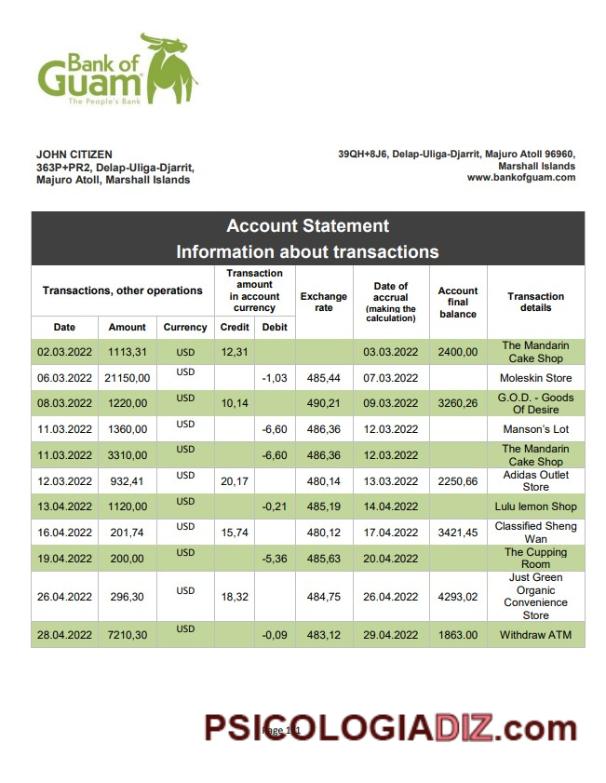 Bank of
Guam
The People's Bank
JOHN CITIZEN
363P+PR2, Delap-Uliga-Djarrit,
Majuro Atoll, Marshall Islands
39QH+8J6, Delap-Uliga-Djarrit, Majuro Atoll 96960,
Marshall Islands
www.bankofguam.com
Account Statement
Information about transactions
Transactions, other operations
Transaction
amount
in account
currency
Exchange
rate
Date of
accrual
(making the
calculation)
Account
final
balance
Transaction
details
Date Amount Currency Credit Debit
02.03.2022 1113,31 USD 12,31 03.03.2022 2400,00 The Mandarin
Cake Shop
06.03.2022 21150,00 USD -1,03 485,44 07.03.2022 Moleskin Store
08.03.2022 1220,00 USD 10,14 490,21 09.03.2022 3260,26 G.O.D. - Goods
Of Desire
11.03.2022 1360,00 USD -6,60 486,36 12.03.2022 Manson's Lot
11.03.2022 3310,00 USD -6,60 486,36 12.03.2022 The Mandarin
Cake Shop
12.03.2022 932,41 USD 20,17 480,14 13.03.2022 2250,66 Adidas Outlet
Store
13.04.2022 1120,00 USD -0,21 485,19 14.04.2022 Lulu lemon Shop
16.04.2022 201,74 USD 15,74 480,12 17.04.2022 3421,45 Classified Sheng
Wan
19.04.2022 200,00 USD -5,36 485,63 20.04.2022 The Cupping
Room
26.04.2022 296,30 USD 18,32 484,75 26.04.2022 4293,02 Just Green
Organic
Convenience
Store
28.04.2022 7210,30 USD -0,09 483,12 29.04.2022 1863.00 Withdraw ATM
PSICOLOGIADIZ.com